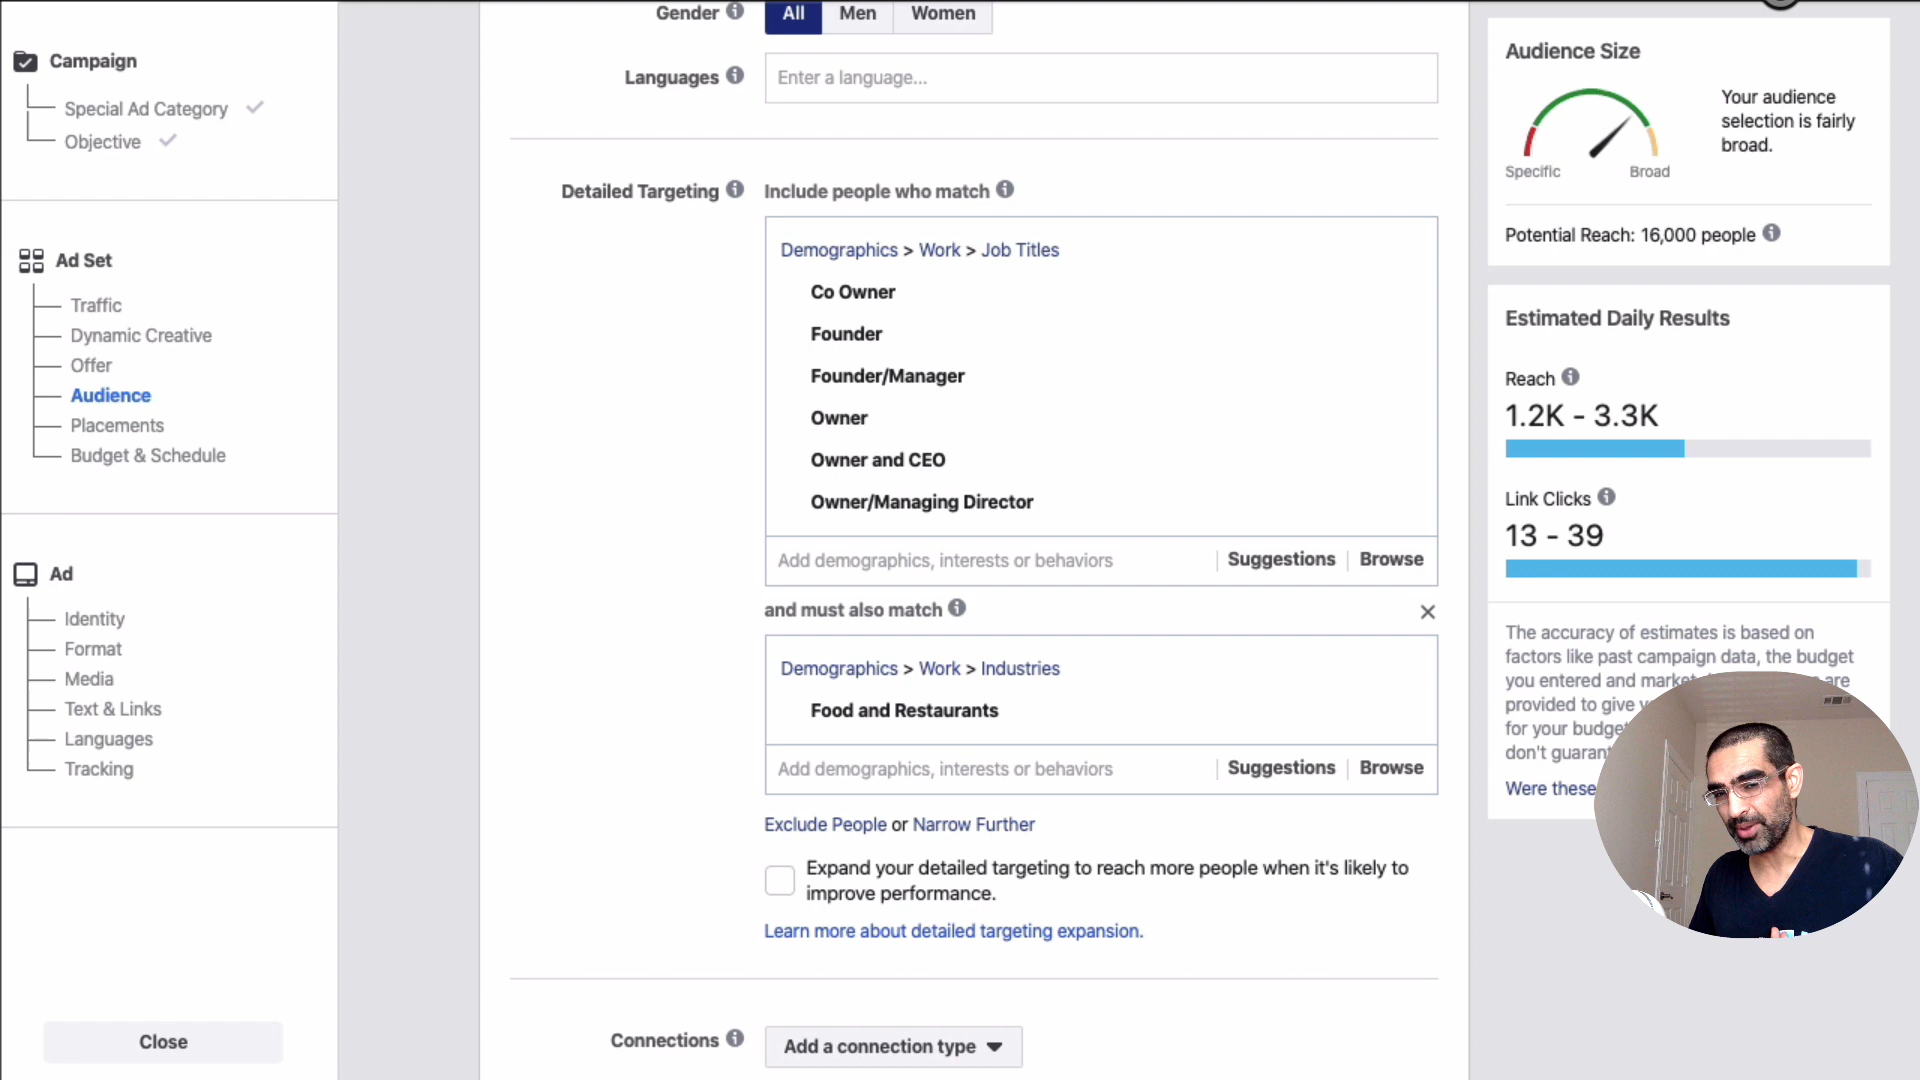 Campaign
Special Ad Category
Objective
Ad Set
Traffic
Dynamic Creative
Offer
Audience
Placements
Budget & Schedule
Ad
Identity
Format
Media
Text & Links
Languages
Tracking
Close
Gender
All
Men
Women
Languages
Enter a language...
Detailed Targeting
Include people who match
Demographics > Work > Job Titles
Co Owner
Founder
Founder/Manager
Owner
Owner and CEO
Owner/Managing Director
Add demographics, interests or behaviors
Suggestions
Browse
and must also match
Demographics > Work > Industries
Food and Restaurants
Add demographics, interests or behaviors
Suggestions
Browse
Exclude People or Narrow Further
Expand your detailed targeting to reach more people when it's likely to
improve performance.
Learn more about detailed targeting expansion.
Connections
Add a connection type
Audience Size
Your audience
selection is fairly
broad.
Specific
Broad
Potential Reach: 16,000 people
Estimated Daily Results
Reach
1.2K - 3.3K
Link Clicks
13 - 39
The accuracy of estimates is based on
factors like past campaign data, the budget
you entered and are
provided to give
for your
don't
Were these